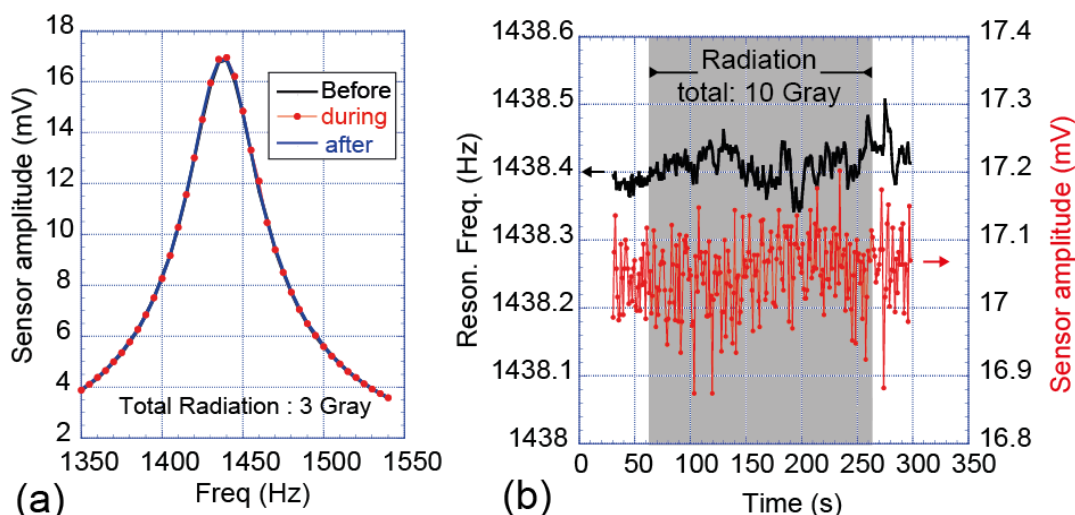 18
16
14
12
10
8
6
4
2
Sensor amplitude (mV)
Before
during
after
Total Radiation : 3 Gray
1350 1400 1450 1500 1550
Freq (Hz)
(a)
1438.6
1438.5
1438.4
1438.3
1438.2
1438.1
1438
Reson. Freq. (Hz)
Radiation
total: 10 Gray
17.4
17.3
17.2
17.1
17
16.9
16.8
Sensor amplitude (mV)
0 50 100 150 200 250 300 350
Time (s)
(b)